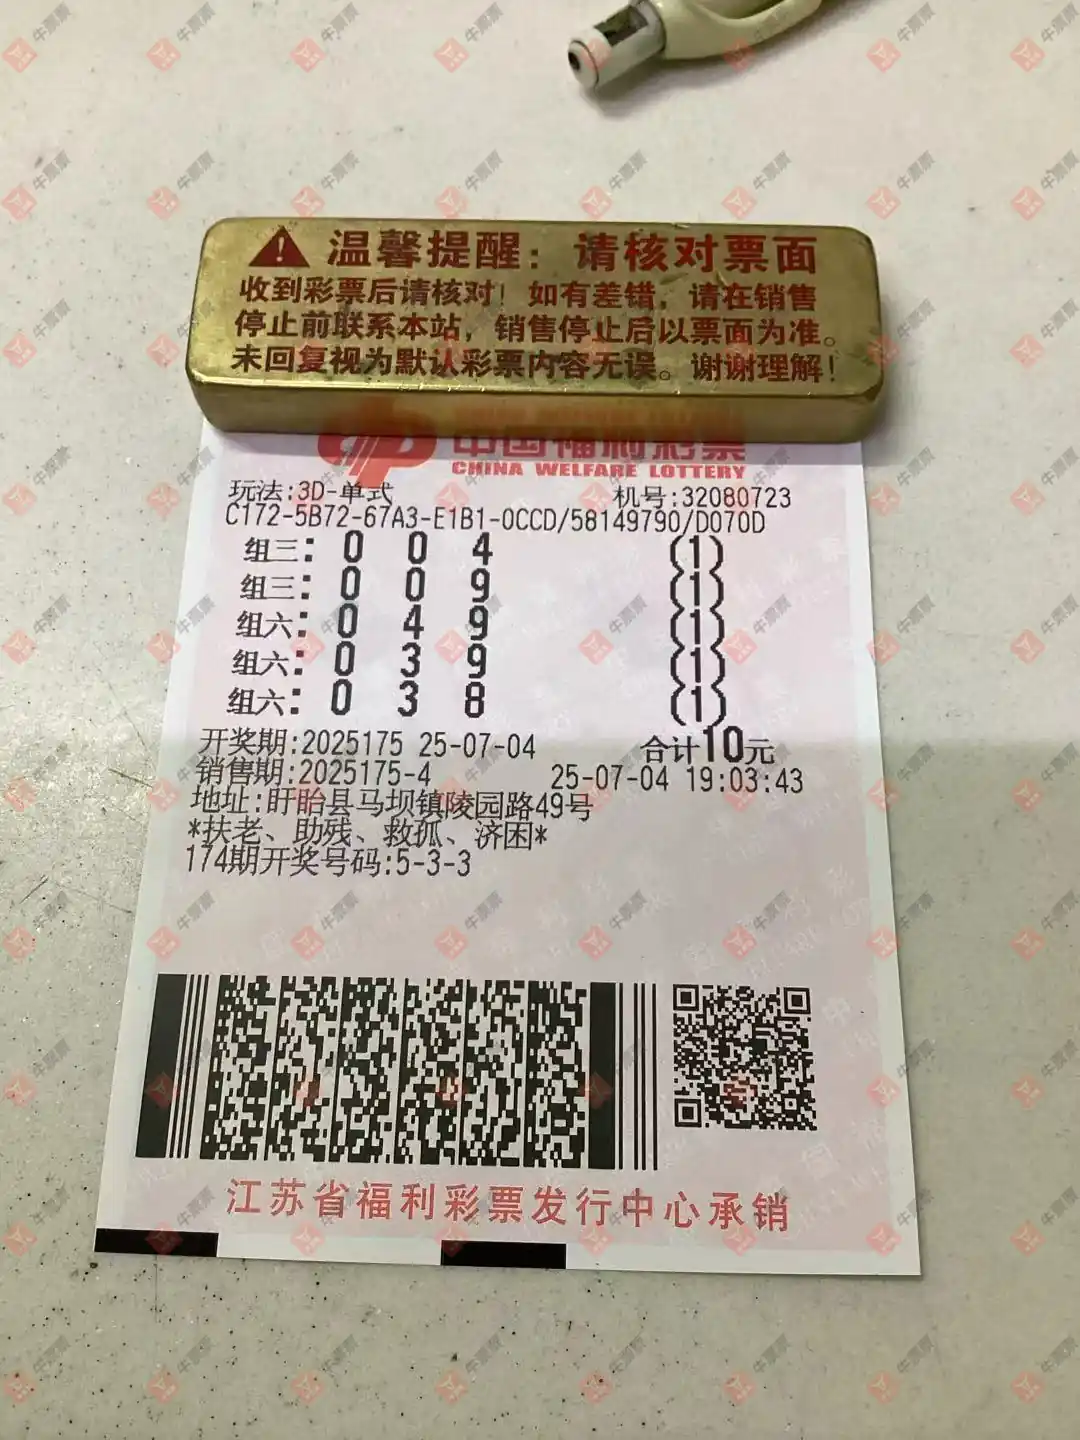 温馨提醒：请核对票面
收到彩票后请核对！如有差错，请在销售
停止前联系本站，销售停止后以票面为准。
未回复视为默认彩票内容无误。谢谢理解！
中国福利彩票
CHINA WELFARE LOTTERY
玩法:3D-单式 机号:32080723
C172-5B72-67A3-E1B1-0CCD/58149790/D070D
组三: 0 0 4 (1)
组三: 0 0 9 (1)
组六: 0 4 9 (1)
组六: 0 3 9 (1)
组六: 0 3 8 (1)
开奖期:2025175 25-07-04 合计10元
销售期:2025175-4 25-07-04 19:03:43
地址:盱眙县马坝镇陵园路49号
*扶老、助残、救孤、济困*
174期开奖号码:5-3-3
江苏省福利彩票发行中心承销
牛票票